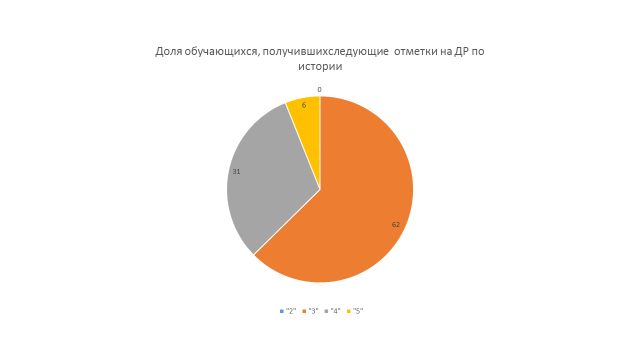 Доля обучающихся, получившихследующие отметки на ДР по
истории
0
6
31
62
"2" "3" "4" "5"